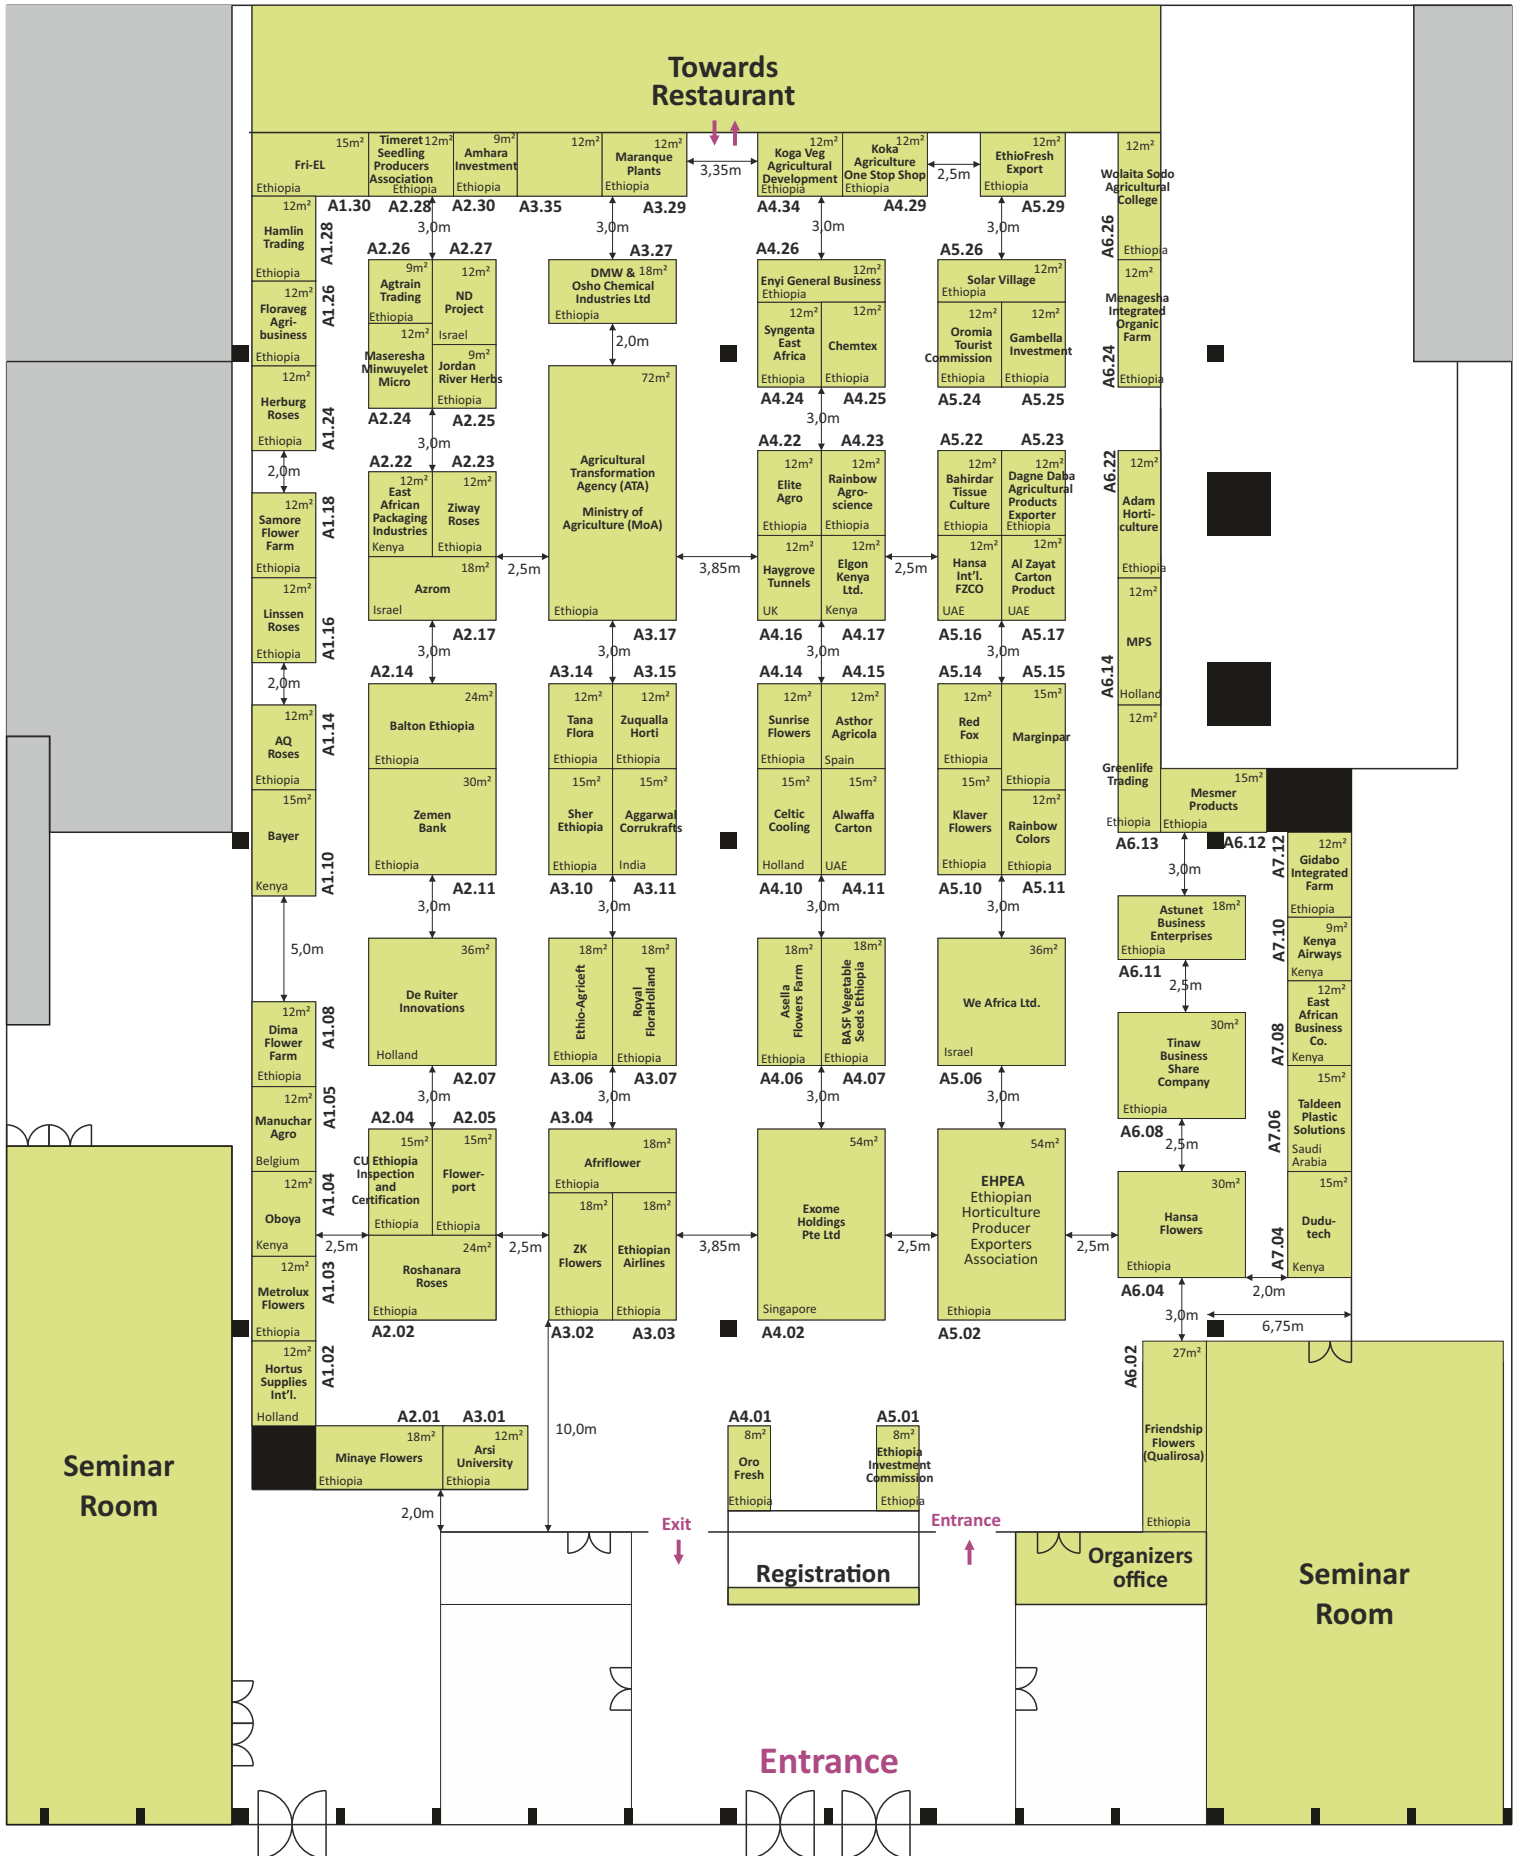 Towards
Restaurant
15m²
Fri-EL
Ethiopia
A1.30
Timeret 12m²
Seedling
Producers
Association
Ethiopia
A2.28
9m²
Amhara
Investment
Ethiopia
A2.30
12m²
A3.35
12m²
Maranque
Plants
Ethiopia
A3.29
3,35m
12m²
Koga Veg
Agricultural
Development
Ethiopia
A4.34
12m²
Koka
Agriculture
One Stop Shop
Ethiopia
A4.29
2,5m
12m²
EthioFresh
Export
Ethiopia
A5.29
12m²
Wolaita Sodo
Agricultural
College
Ethiopia
A6.26
12m²
Hamlin
Trading
Ethiopia
A1.28
3,0m
3,0m
3,0m
3,0m
A2.26
A2.27
A3.27
A4.26
A5.26
12m²
Floraveg
Agri-
business
Ethiopia
A1.26
9m²
Agtrain
Trading
Ethiopia
12m²
ND
Project
Israel
DMW & 18m²
Osho Chemical
Industries Ltd
Ethiopia
2,0m
12m²
Enyi General Business
Ethiopia
12m²
Solar Village
Ethiopia
12m²
Menagesha
Integrated
Organic
Farm
Ethiopia
A6.24
12m²
Maseresha
Minwuyelet
Micro
A2.24
9m²
Jordan
River Herbs
Ethiopia
A2.25
12m²
Syngenta
East
Africa
Ethiopia
A4.24
12m²
Chemtex
Ethiopia
A4.25
12m²
Oromia
Tourist
Commission
Ethiopia
A5.24
12m²
Gambella
Investment
Ethiopia
A5.25
12m²
Herburg
Roses
Ethiopia
A1.24
2,0m
3,0m
3,0m
72m²
Agricultural
Transformation
Agency (ATA)
Ministry of
Agriculture (MoA)
Ethiopia
A3.17
A2.22
A2.23
A4.22
A4.23
A5.22
A5.23
A6.22
12m²
Samore
Flower
Farm
Ethiopia
A1.18
12m²
East
African
Packaging
Industries
Kenya
12m²
Ziway
Roses
Ethiopia
12m²
Elite
Agro
Ethiopia
12m²
Rainbow
Agro-
science
Ethiopia
12m²
Bahirdar
Tissue
Culture
Ethiopia
12m²
Dagne Daba
Agricultural
Products
Exporter
Ethiopia
12m²
Adam
Horti-
culture
Ethiopia
18m²
Azrom
Israel
A2.17
2,5m
3,85m
12m²
Haygrove
Tunnels
UK
A4.16
12m²
Elgon
Kenya
Ltd.
Kenya
A4.17
2,5m
12m²
Hansa
Int'l.
FZCO
UAE
A5.16
12m²
Al Zayat
Carton
Product
UAE
A5.17
12m²
Linssen
Roses
Ethiopia
A1.16
2,0m
3,0m
3,0m
3,0m
3,0m
12m²
MPS
Holland
A6.14
A2.14
A3.14
A3.15
A4.14
A4.15
A5.14
A5.15
12m²
AQ
Roses
Ethiopia
A1.14
24m²
Balton Ethiopia
Ethiopia
12m²
Tana
Flora
Ethiopia
12m²
Zuqualla
Horti
Ethiopia
12m²
Sunrise
Flowers
Ethiopia
12m²
Asthor
Agricola
Spain
12m²
Red
Fox
Ethiopia
15m²
Marginpar
Ethiopia
12m²
Greenlife
Trading
Ethiopia
A6.13
15m²
Mesmer
Products
Ethiopia
A6.12
15m²
Bayer
Kenya
A1.10
30m²
Zemen
Bank
Ethiopia
A2.11
15m²
Sher
Ethiopia
Ethiopia
A3.10
15m²
Aggarwal
Corrukrafts
India
A3.11
15m²
Celtic
Cooling
Holland
A4.10
15m²
Alwaffa
Carton
UAE
A4.11
15m²
Klaver
Flowers
Ethiopia
A5.10
12m²
Rainbow
Colors
Ethiopia
A5.11
3,0m
A7.12
12m²
Gidabo
Integrated
Farm
Ethiopia
5,0m
3,0m
3,0m
3,0m
3,0m
18m²
Astunet
Business
Enterprises
Ethiopia
A6.11
2,5m
A7.10
9m²
Kenya
Airways
Kenya
36m²
De Ruiter
Innovations
Holland
A2.07
18m²
Ethio-Agriceft
Ethiopia
A3.06
18m²
Royal
FloraHolland
Ethiopia
A3.07
18m²
Asella
Flowers Farm
Ethiopia
A4.06
18m²
BASF Vegetable
Seeds Ethiopia
Ethiopia
A4.07
36m²
We Africa Ltd.
Israel
A5.06
12m²
East
African
Business
Co.
Kenya
A7.08
12m²
Dima
Flower
Farm
Ethiopia
A1.08
30m²
Tinaw
Business
Share
Company
Ethiopia
A6.08
2,5m
3,0m
3,0m
3,0m
3,0m
15m²
Taldeen
Plastic
Solutions
Saudi
Arabia
A7.06
12m²
Manuchar
Agro
Belgium
A1.05
A2.04
A2.05
A3.04
15m²
CU Ethiopia
Inspection
and
Certification
Ethiopia
15m²
Flower-
port
Ethiopia
18m²
Afriflower
Ethiopia
54m²
Exome
Holdings
Pte Ltd
Singapore
A4.02
54m²
EHPEA
Ethiopian
Horticulture
Producer
Exporters
Association
Ethiopia
A5.02
30m²
Hansa
Flowers
Ethiopia
A6.04
15m²
Dudu-
tech
Kenya
A7.04
12m²
Oboya
Kenya
A1.04
2,5m
24m²
Roshanara
Roses
Ethiopia
A2.02
2,5m
18m²
ZK
Flowers
Ethiopia
A3.02
18m²
Ethiopian
Airlines
Ethiopia
A3.03
3,85m
2,5m
2,5m
2,0m
3,0m
6,75m
12m²
Metrolux
Flowers
Ethiopia
A1.03
12m²
Hortus
Supplies
Int'l.
Holland
A1.02
A6.02
27m²
Friendship
Flowers
(Qualirosa)
Ethiopia
A2.01
A3.01
18m²
Minaye Flowers
Ethiopia
12m²
Arsi
University
Ethiopia
10,0m
2,0m
A4.01
8m²
Oro
Fresh
Ethiopia
A5.01
8m²
Ethiopia
Investment
Commission
Ethiopia
Seminar
Room
Exit
Entrance
Registration
Organizers
office
Seminar
Room
Entrance